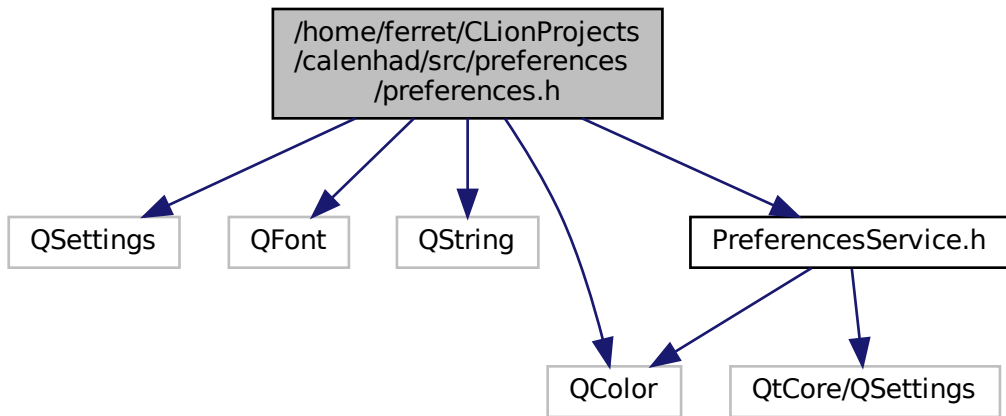 /home/ferret/CLionProjects
/calenhad/src/preferences
/preferences.h
QSettings
QFont
QString
PreferencesService.h
QColor
QtCore/QSettings